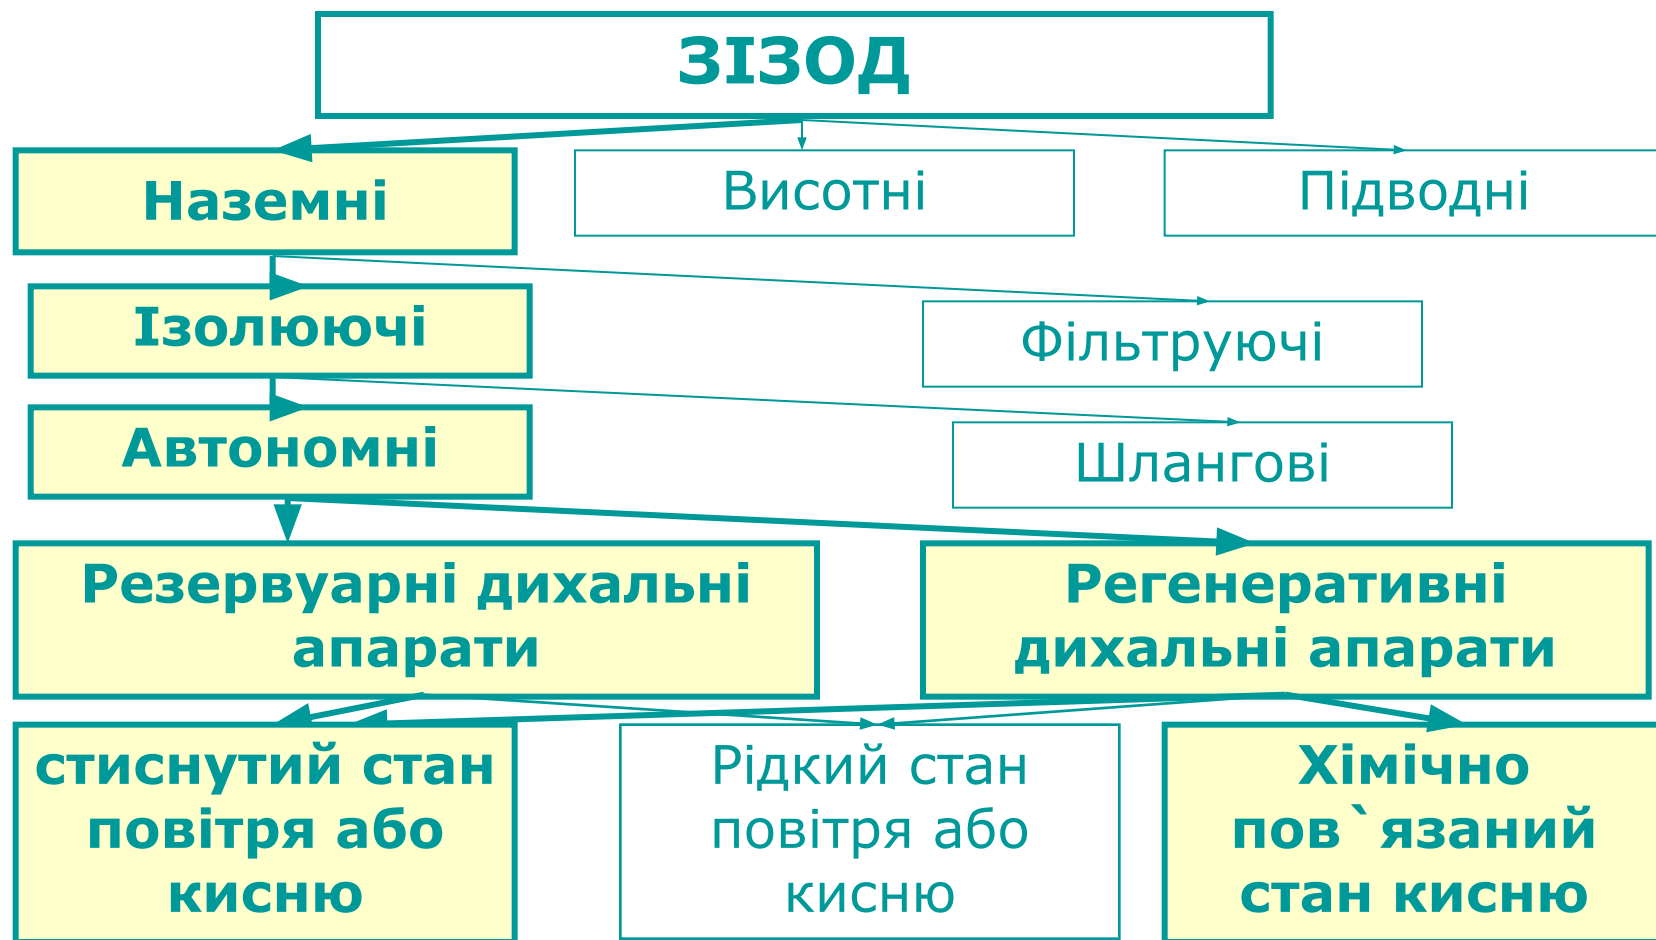 ЗІЗОД
Наземні
Висотні
Підводні
Ізолюючі
Фільтруючі
Автономні
Шлангові
Резервуарні дихальні
апарати
Регенеративні
дихальні апарати
стиснутий стан
повітря або
кисню
Рідкий стан
повітря або
кисню
Хімічно
пов`язаний
стан кисню